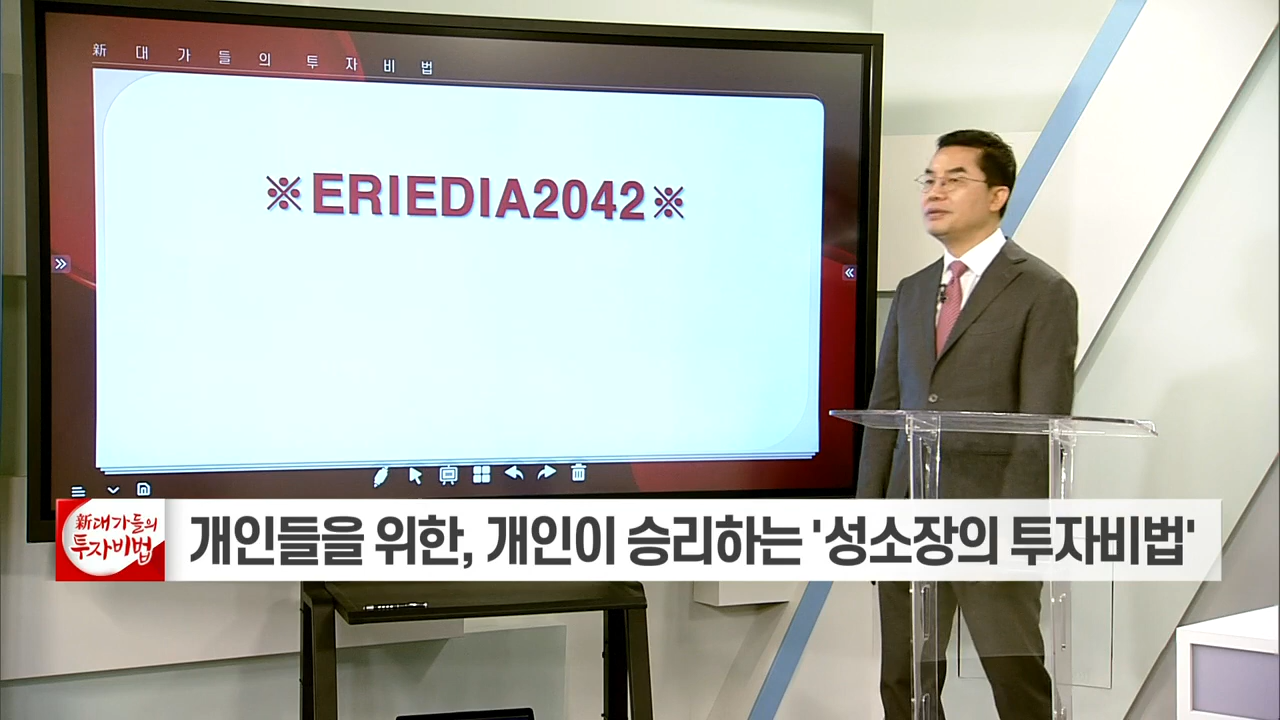 新 대 가 들 의 투 자 비 법
※ERIEDIA2042※
新대가들의
투자비법
개인들을 위한, 개인이 승리하는 '성소장의 투자비법'